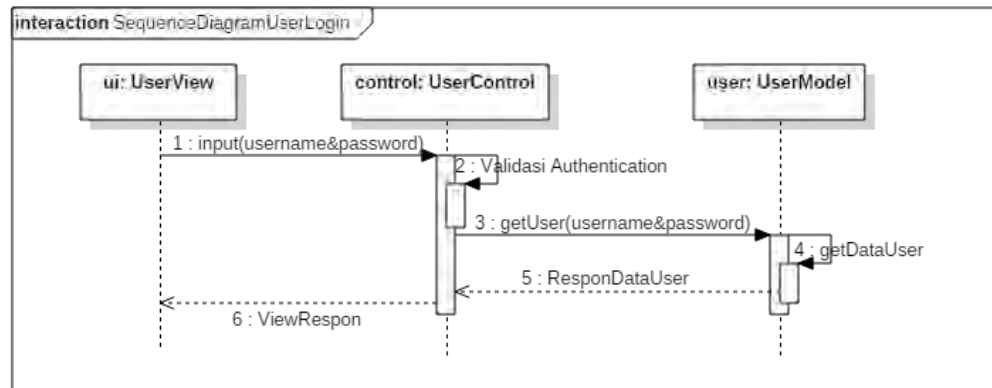 interaction SequenceDiagramUserLogin
ui: UserView
control: UserControl
user: UserModel
1 : input(username&password)
2 : Validasi Authentication
3 : getUser(username&password)
4 : getDataUser
5 : ResponDataUser
6 : ViewRespon